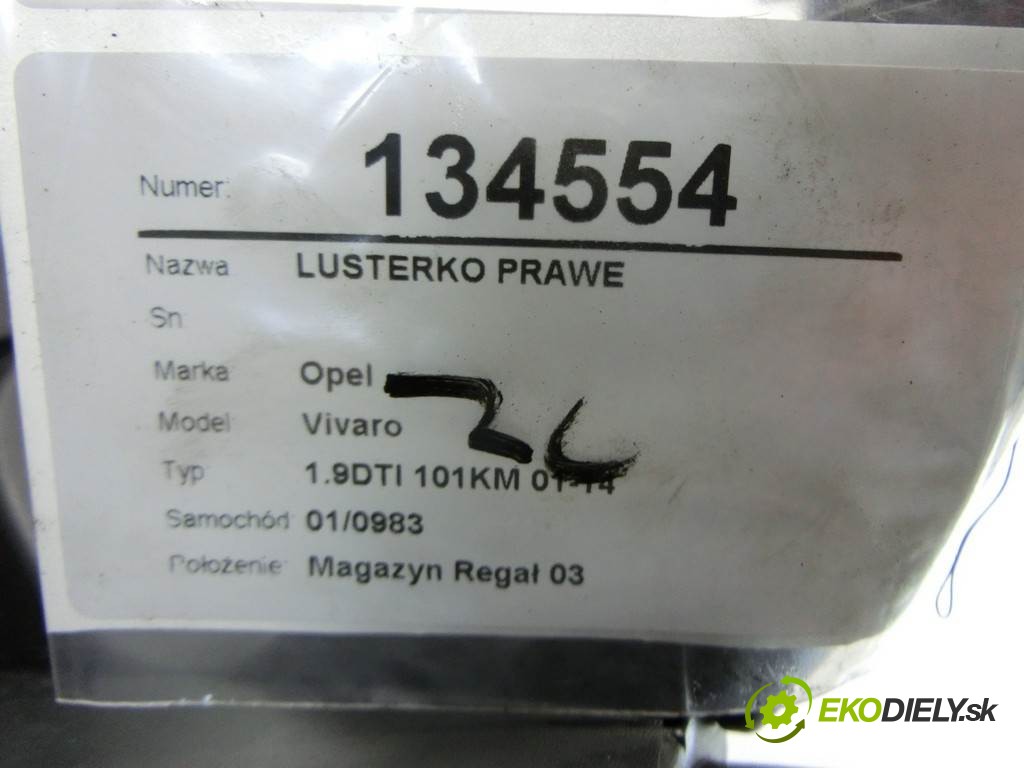 Numer: 134554
Nazwa LUSTERKO PRAWE
Sn
Marka Opel
Model Vivaro
Typ 1.9DTI 101KM 01-14
Samochód 01/0983
Położenie: Magazyn Regał 03
EKODIELY.sk